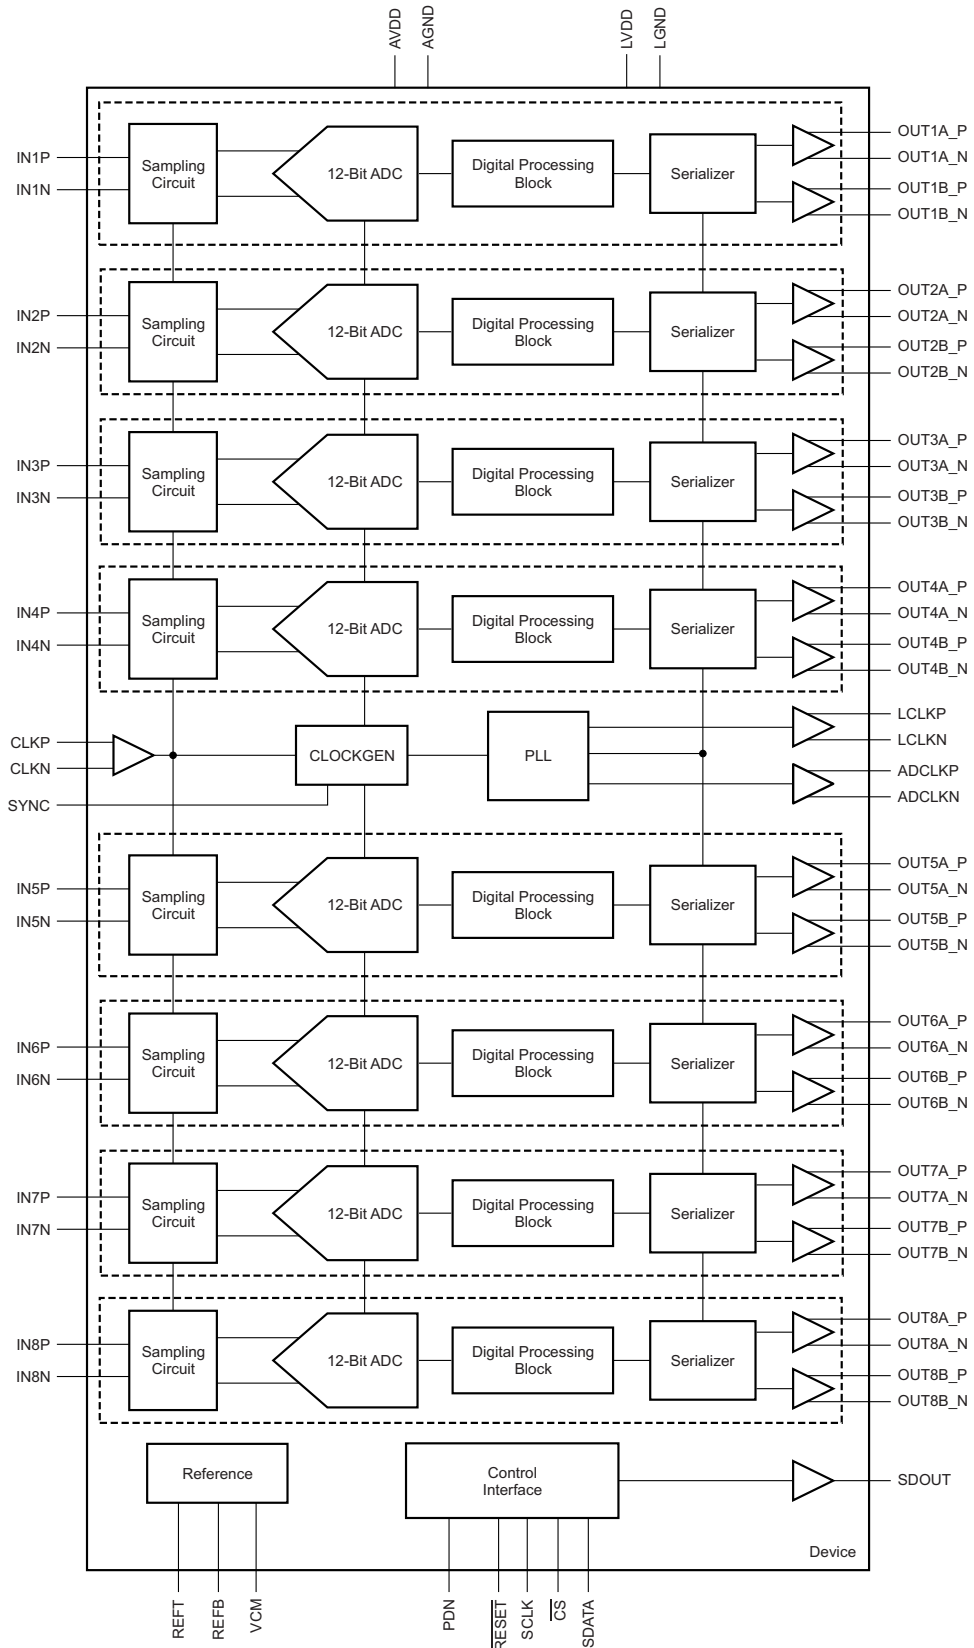 AVDD
AGND
LVDD
LGND
IN1P
IN1N
Sampling
Circuit
12-Bit ADC
Digital Processing
Block
Serializer
OUT1A_P
OUT1A_N
OUT1B_P
OUT1B_N
IN2P
IN2N
Sampling
Circuit
12-Bit ADC
Digital Processing
Block
Serializer
OUT2A_P
OUT2A_N
OUT2B_P
OUT2B_N
IN3P
IN3N
Sampling
Circuit
12-Bit ADC
Digital Processing
Block
Serializer
OUT3A_P
OUT3A_N
OUT3B_P
OUT3B_N
IN4P
IN4N
Sampling
Circuit
12-Bit ADC
Digital Processing
Block
Serializer
OUT4A_P
OUT4A_N
OUT4B_P
OUT4B_N
CLKP
CLKN
SYNC
CLOCKGEN
PLL
LCLKP
LCLKN
ADCLKP
ADCLKN
IN5P
IN5N
Sampling
Circuit
12-Bit ADC
Digital Processing
Block
Serializer
OUT5A_P
OUT5A_N
OUT5B_P
OUT5B_N
IN6P
IN6N
Sampling
Circuit
12-Bit ADC
Digital Processing
Block
Serializer
OUT6A_P
OUT6A_N
OUT6B_P
OUT6B_N
IN7P
IN7N
Sampling
Circuit
12-Bit ADC
Digital Processing
Block
Serializer
OUT7A_P
OUT7A_N
OUT7B_P
OUT7B_N
IN8P
IN8N
Sampling
Circuit
12-Bit ADC
Digital Processing
Block
Serializer
OUT8A_P
OUT8A_N
OUT8B_P
OUT8B_N
Reference
Control
Interface
SDOUT
Device
REFT
REFB
VCM
PDN
RESET
SCLK
CS
SDATA